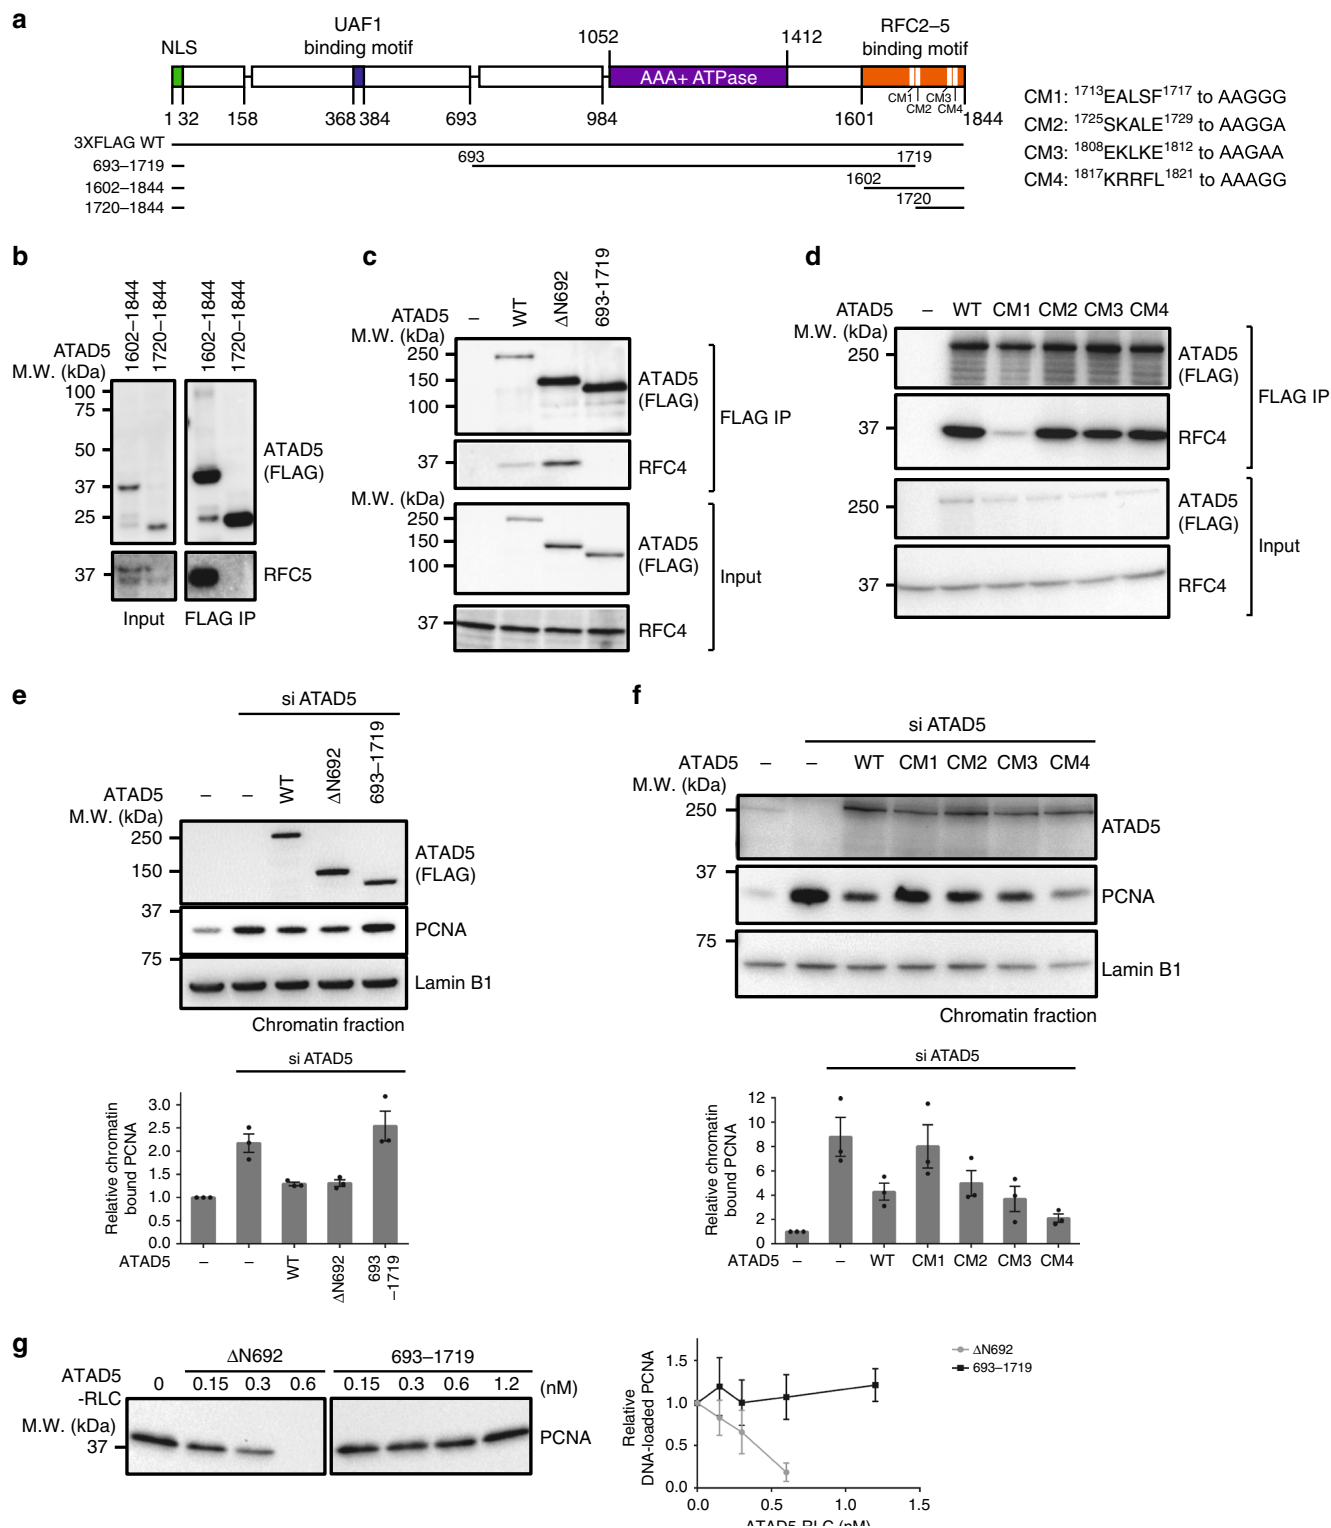 a
NLS
UAF1
binding motif
1052
1412
RFC2–5
binding motif
AAA+ ATPase
CM1
CM2
CM3
CM4
1 32 158 368 384 693 984 1601 1844
3XFLAG WT
693–1719
693
1719
1602–1844
1602
1720–1844
1720
CM1: 1713EALSF1717 to AAGGG
CM2: 1725SKALE1729 to AAGGA
CM3: 1808EKLKE1812 to AAGAA
CM4: 1817KRRFL1821 to AAAGG
b
ATAD5
M.W. (kDa)
1602–1844
1720–1844
1602–1844
1720–1844
100
75
50
37
25
ATAD5
(FLAG)
37
RFC5
Input
FLAG IP
c
ATAD5 – WT ΔN692 693-1719
M.W. (kDa)
250
150
100
ATAD5
(FLAG)
37
RFC4
FLAG IP
M.W. (kDa)
250
150
100
ATAD5
(FLAG)
37
RFC4
Input
d
ATAD5 – WT CM1 CM2 CM3 CM4
M.W. (kDa)
250
ATAD5
(FLAG)
37
RFC4
FLAG IP
250
ATAD5
(FLAG)
37
RFC4
Input
e
si ATAD5
ATAD5 – – WT ΔN692 693–1719
M.W. (kDa)
250
150
ATAD5
(FLAG)
37
PCNA
75
Lamin B1
Chromatin fraction
si ATAD5
Relative chromatin
bound PCNA
3.0
2.5
2.0
1.5
1.0
0.5
0.0
ATAD5 – – WT ΔN692 693
–1719
f
si ATAD5
ATAD5 – – WT CM1 CM2 CM3 CM4
M.W. (kDa)
250
ATAD5
37
PCNA
75
Lamin B1
Chromatin fraction
si ATAD5
Relative chromatin
bound PCNA
12
10
8
6
4
2
0
ATAD5 – – WT CM1 CM2 CM3 CM4
g
ΔN692
693–1719
ATAD5
-RLC
0 0.15 0.3 0.6 0.15 0.3 0.6 1.2 (nM)
M.W. (kDa)
37
PCNA
Relative
DNA-loaded PCNA
1.5
1.0
0.5
0.0
0.0 0.5 1.0 1.5
ATAD5 RLC (nM)
ΔN692
693–1719